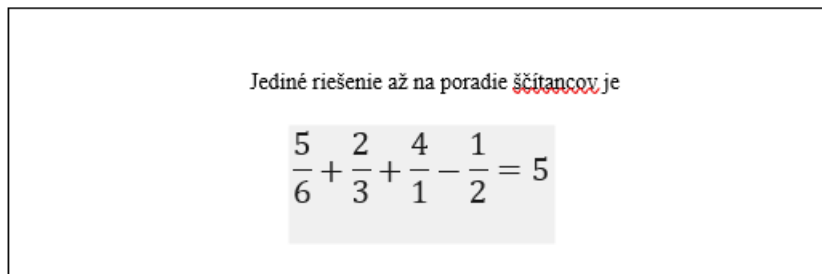 Jediné riešenie až na poradie ščítancov je
5/6 + 2/3 + 4/1 − 1/2 = 5